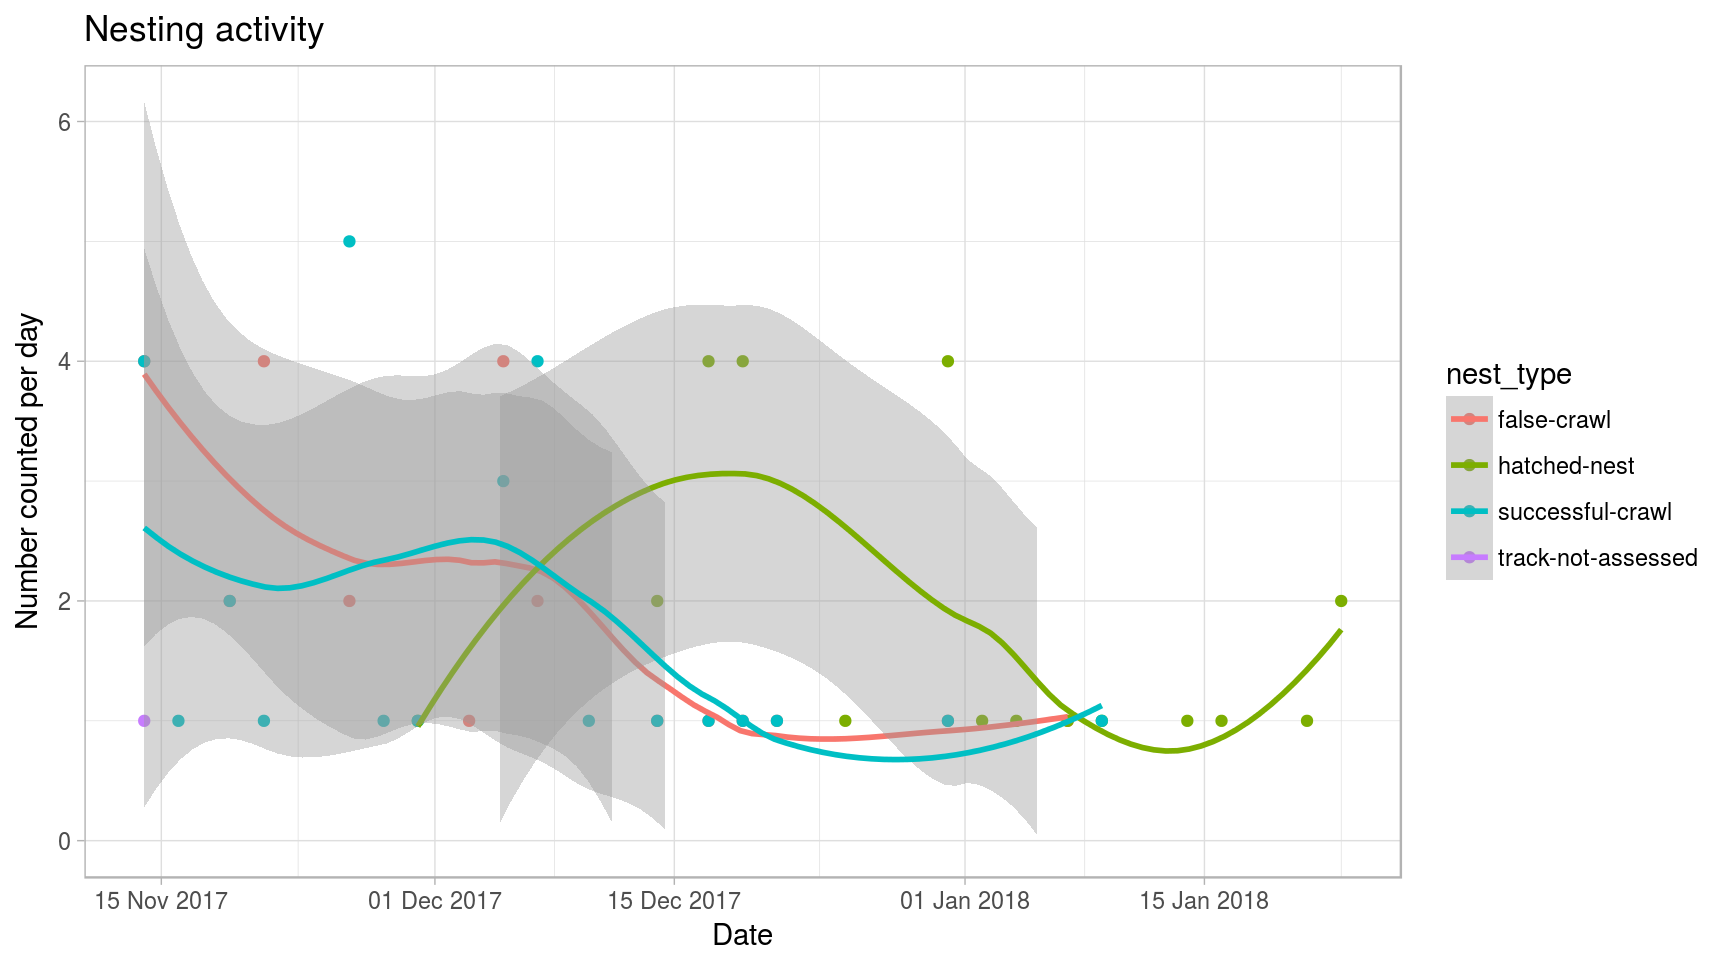 Nesting activity
Number counted per day
6
4
2
0
15 Nov 2017
01 Dec 2017
15 Dec 2017
01 Jan 2018
15 Jan 2018
Date
nest_type
false-crawl
hatched-nest
successful-crawl
track-not-assessed